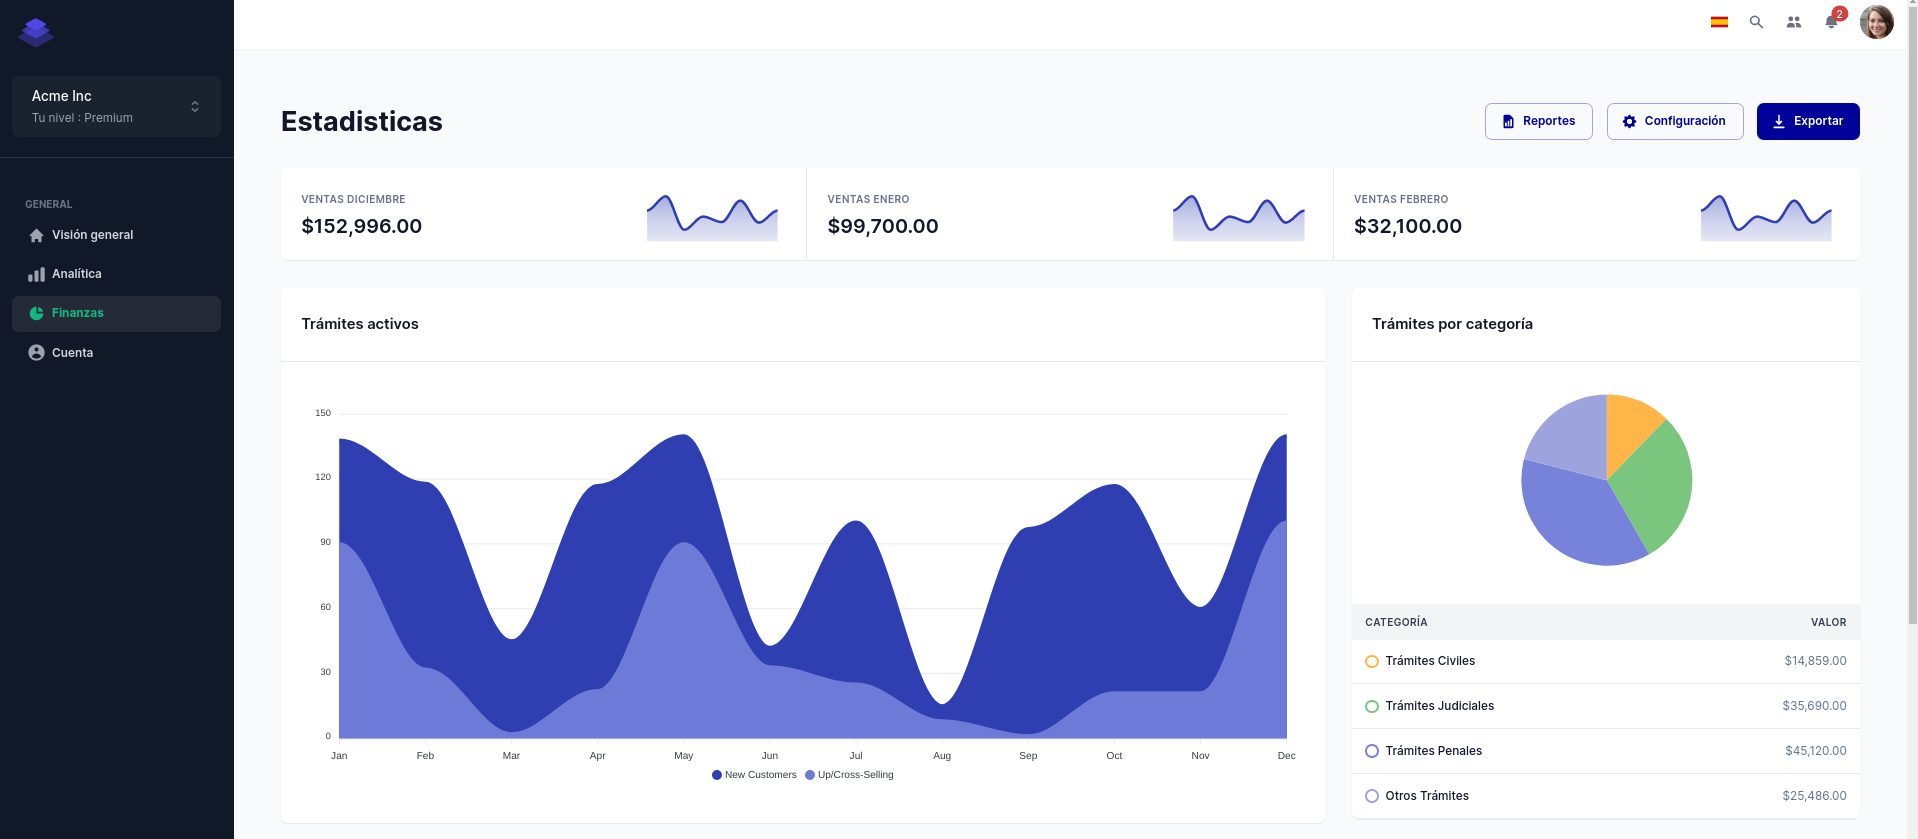 2
Acme Inc
Tu nivel : Premium
GENERAL
Visión general
Analítica
Finanzas
Cuenta
Estadisticas
Reportes
Configuración
Exportar
VENTAS DICIEMBRE
$152,996.00
VENTAS ENERO
$99,700.00
VENTAS FEBRERO
$32,100.00
Trámites activos
150
120
90
60
30
0
Jan Feb Mar Apr May Jun Jul Aug Sep Oct Nov Dec
New Customers Up/Cross-Selling
Trámites por categoría
CATEGORÍA VALOR
Trámites Civiles $14,859.00
Trámites Judiciales $35,690.00
Trámites Penales $45,120.00
Otros Trámites $25,486.00